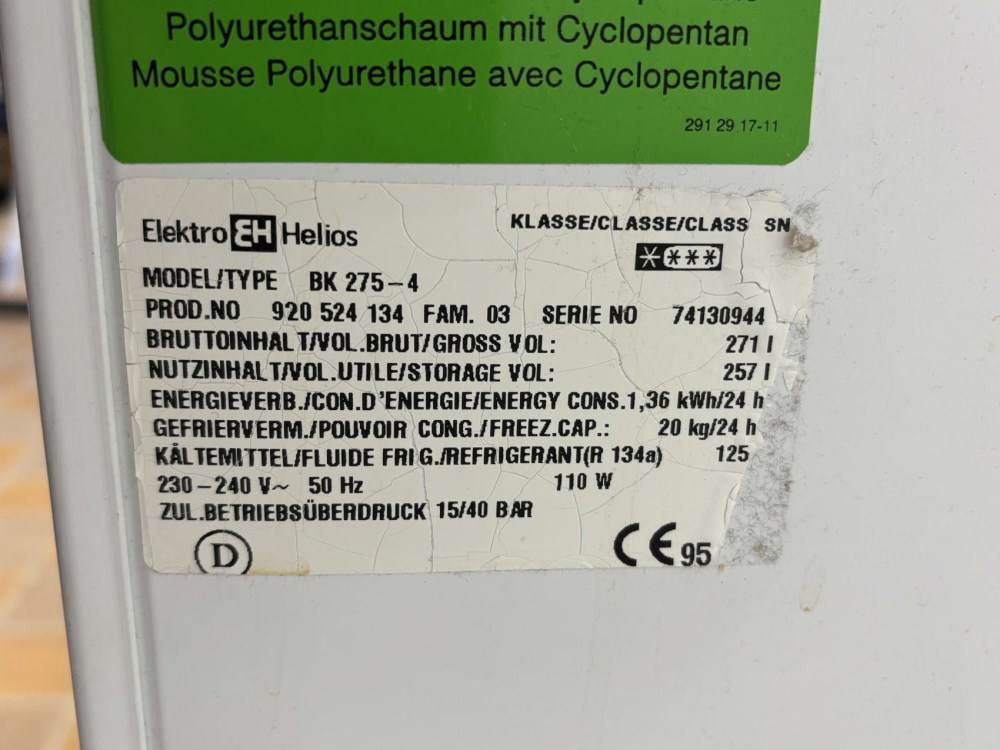 Polyurethanschaum mit Cyclopentan
Mousse Polyurethane avec Cyclopentane
291 29 17-11
Elektro EH Helios
KLASSE/CLASSE/CLASS SN
MODEL/TYPE BK 275-4
PROD.NO 920 524 134 FAM. 03 SERIE NO 74130944
BRUTTOINHALT/VOL.BRUT/GROSS VOL: 271 l
NUTZINHALT/VOL.UTILE/STORAGE VOL: 257 l
ENERGIEVERB./CON.D'ENERGIE/ENERGY CONS.1,36 kWh/24 h
GEFRIERVERM./POUVOIR CONG./FREEZ.CAP.: 20 kg/24 h
KÄLTEMITTEL/FLUIDE FRIG./REFRIGERANT(R 134a) 125
230-240 V~ 50 Hz 110 W
ZUL.BETRIEBSÜBERDRUCK 15/40 BAR
D
CE 95